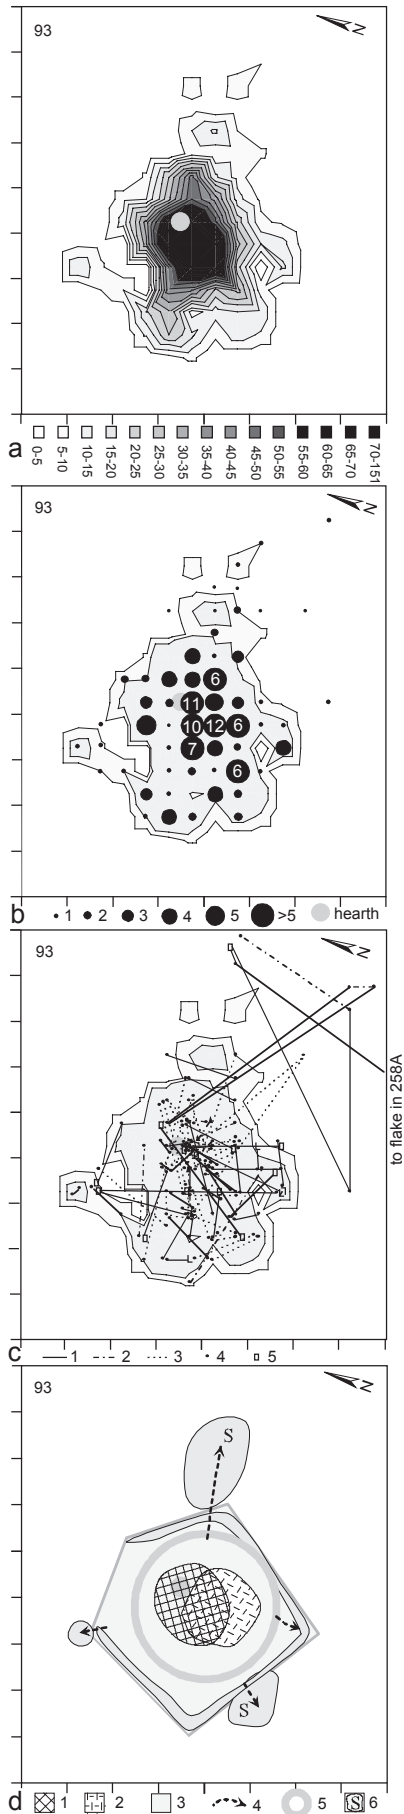 93
N
0-5
5-10
10-15
15-20
20-25
25-30
30-35
35-40
40-45
45-50
50-55
55-60
60-65
65-70
70-151
a
93
N
6
11
10 12 6
7
6
b 1 2 3 4 5 >5 hearth
93
N
to flake in 258A
c 1 2 3 4 5
93
N
S
S
d 1 2 3 4 5 S 6